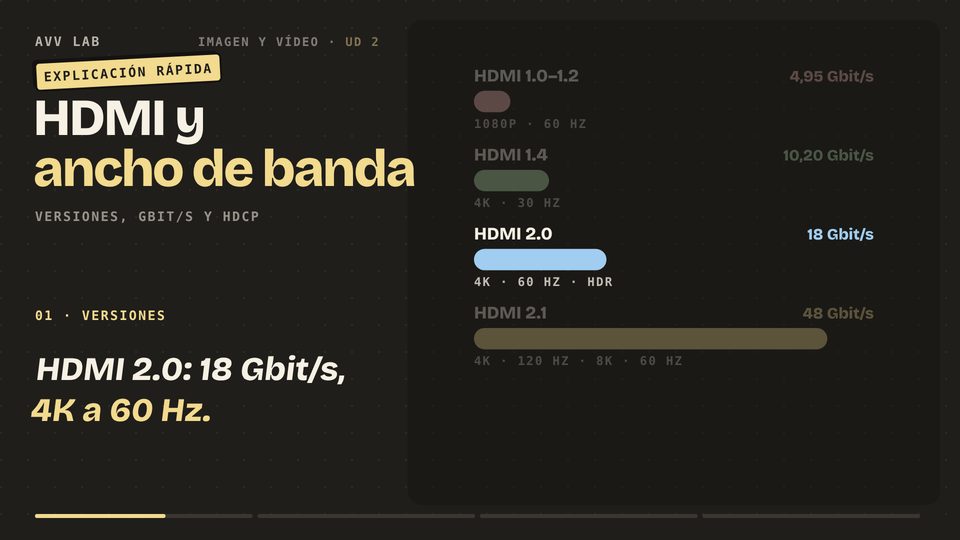 AVV LAB
IMAGEN Y VÍDEO · UD 2
EXPLICACIÓN RÁPIDA
HDMI y
ancho de banda
VERSIONES, GBIT/S Y HDCP
01 · VERSIONES
HDMI 2.0: 18 Gbit/s,
4K a 60 Hz.
HDMI 1.0–1.2
4,95 Gbit/s
1080P · 60 HZ
HDMI 1.4
10,20 Gbit/s
4K · 30 HZ
HDMI 2.0
18 Gbit/s
4K · 60 HZ · HDR
HDMI 2.1
48 Gbit/s
4K · 120 HZ · 8K · 60 HZ